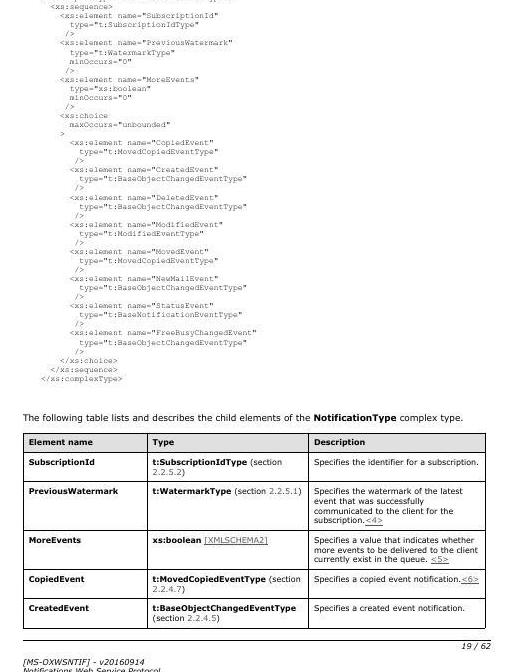 <xs:sequence>
<xs:element name="SubscriptionId"
type="t:SubscriptionIdType"
/>
<xs:element name="PreviousWatermark"
type="t:WatermarkType"
minOccurs="0"
/>
<xs:element name="MoreEvents"
type="xs:boolean"
minOccurs="0"
/>
<xs:choice
maxOccurs="unbounded"
>
<xs:element name="CopiedEvent"
type="t:MovedCopiedEventType"
/>
<xs:element name="CreatedEvent"
type="t:BaseObjectChangedEventType"
/>
<xs:element name="DeletedEvent"
type="t:BaseObjectChangedEventType"
/>
<xs:element name="ModifiedEvent"
type="t:ModifiedEventType"
/>
<xs:element name="MovedEvent"
type="t:MovedCopiedEventType"
/>
<xs:element name="NewMailEvent"
type="t:BaseObjectChangedEventType"
/>
<xs:element name="StatusEvent"
type="t:BaseNotificationEventType"
/>
<xs:element name="FreeBusyChangedEvent"
type="t:BaseObjectChangedEventType"
/>
</xs:choice>
</xs:sequence>
</xs:complexType>
The following table lists and describes the child elements of the NotificationType complex type.
Element name Type Description
SubscriptionId t:SubscriptionIdType (section Specifies the identifier for a subscription.
2.2.5.2)
PreviousWatermark t:WatermarkType (section 2.2.5.1) Specifies the watermark of the latest
event that was successfully
communicated to the client for the
subscription.<4>
MoreEvents xs:boolean [XMLSCHEMA2] Specifies a value that indicates whether
more events to be delivered to the client
currently exist in the queue. <5>
CopiedEvent t:MovedCopiedEventType (section Specifies a copied event notification.<6>
2.2.4.7)
CreatedEvent t:BaseObjectChangedEventType Specifies a created event notification.
(section 2.2.4.5)
19 / 62
[MS-OXWSNTIF] - v20160914
Notifications Web Service Protocol